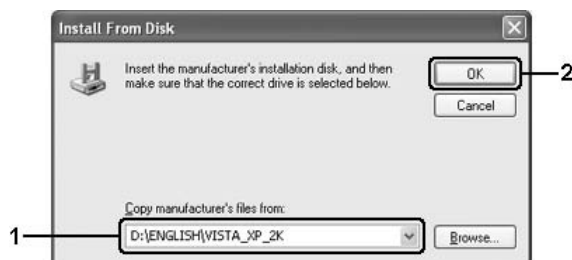 Install From Disk
Insert the manufacturer's installation disk, and then
make sure that the correct drive is selected below.
OK
2
Cancel
Copy manufacturer's files from:
1
D:\ENGLISH\VISTA_XP_2K
Browse...